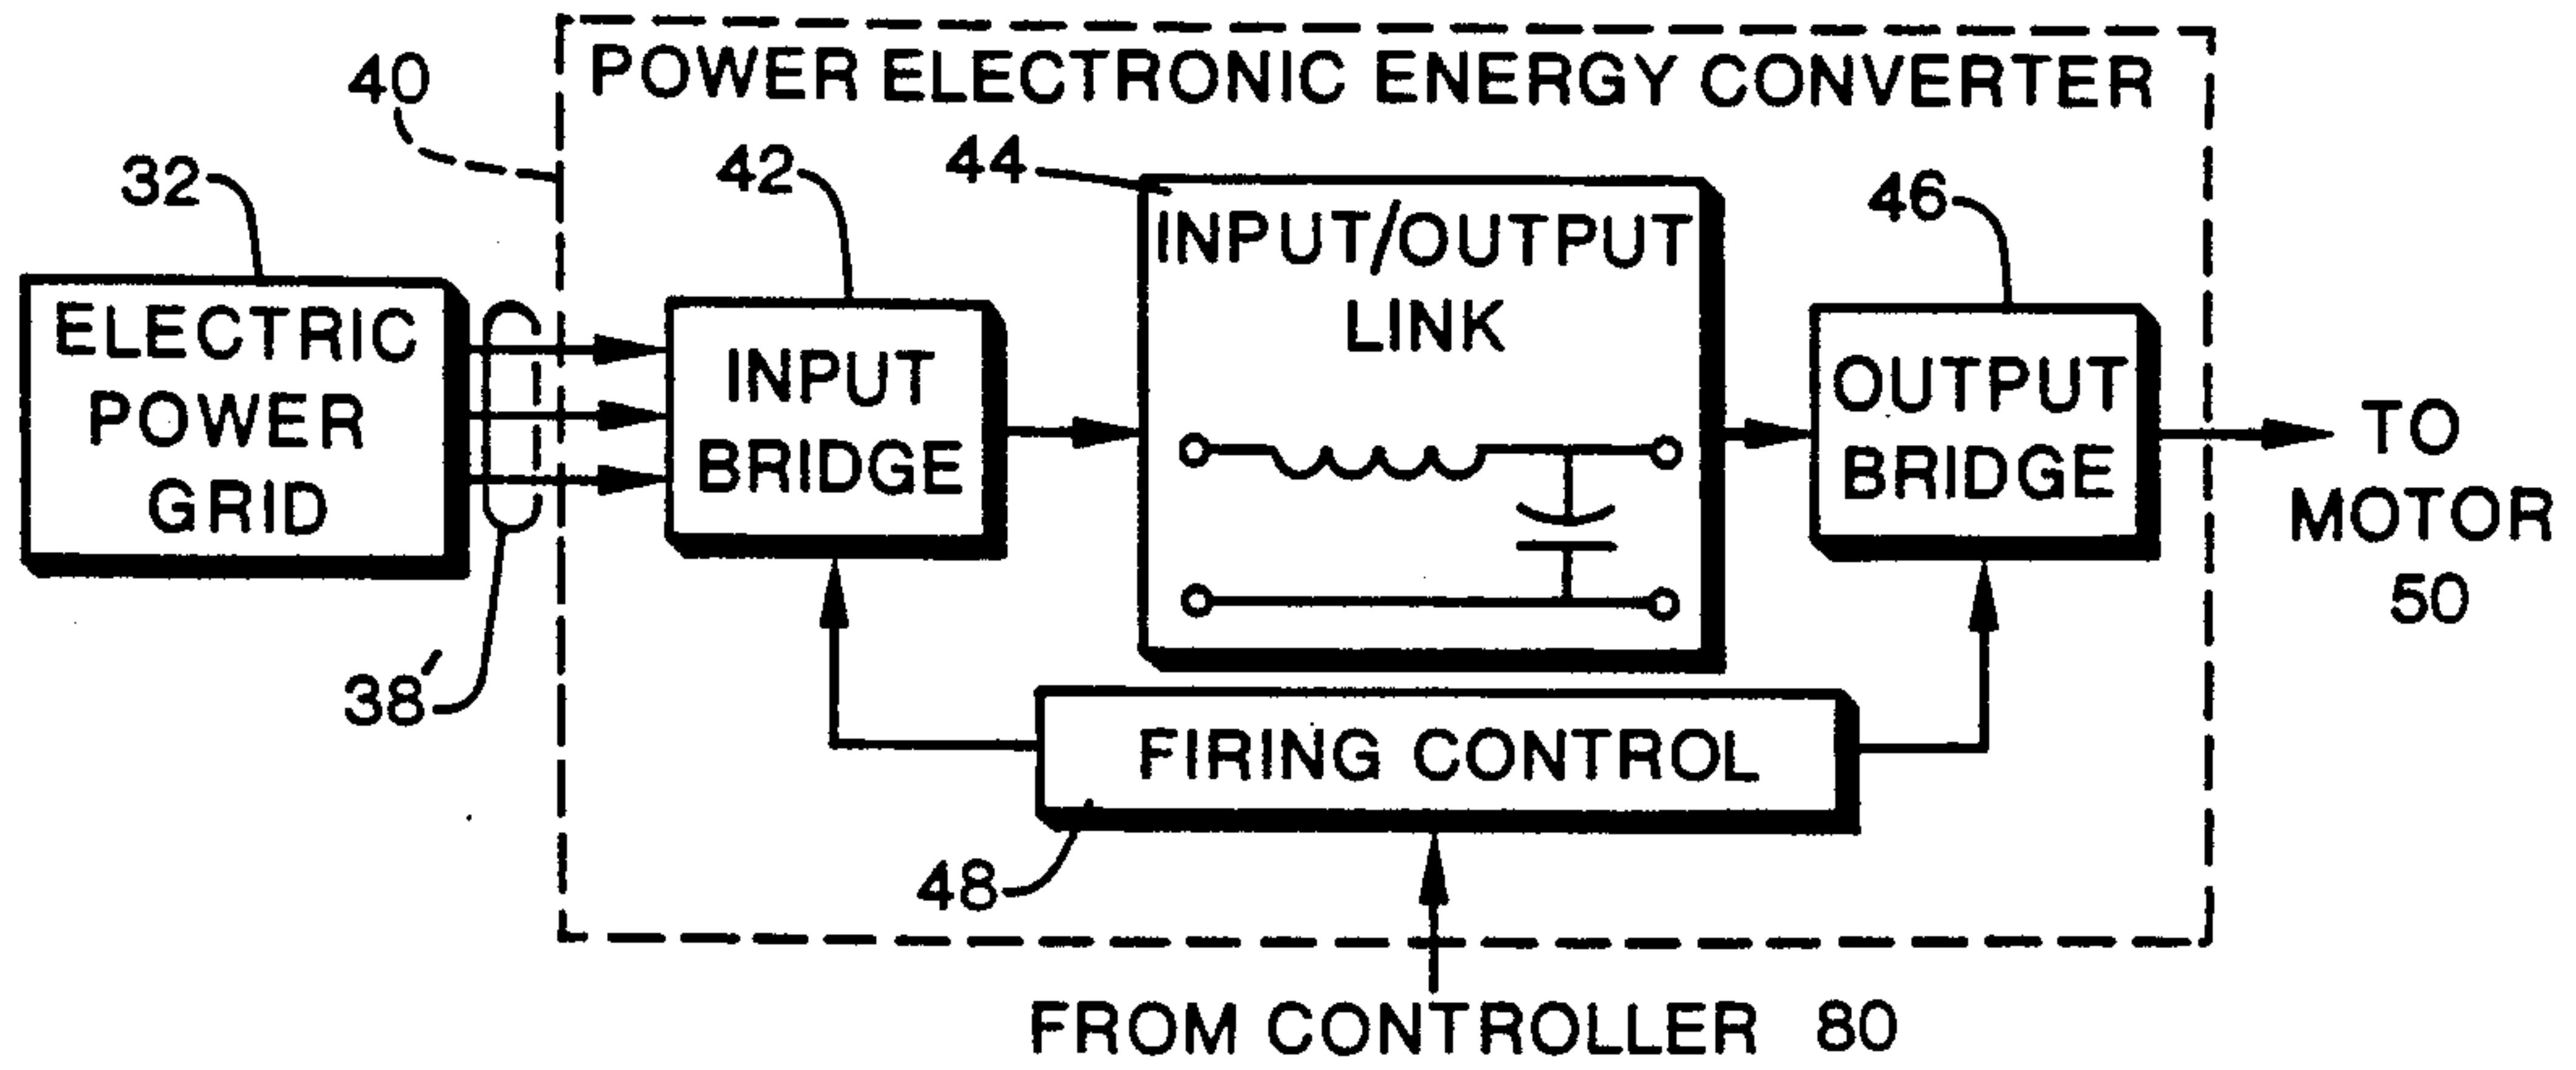 POWER ELECTRONIC ENERGY CONVERTER
40
32
42
44
46
ELECTRIC
POWER
GRID
INPUT
BRIDGE
INPUT/OUTPUT
LINK
OUTPUT
BRIDGE
TO
MOTOR
50
38'
FIRING CONTROL
48
FROM CONTROLLER 80